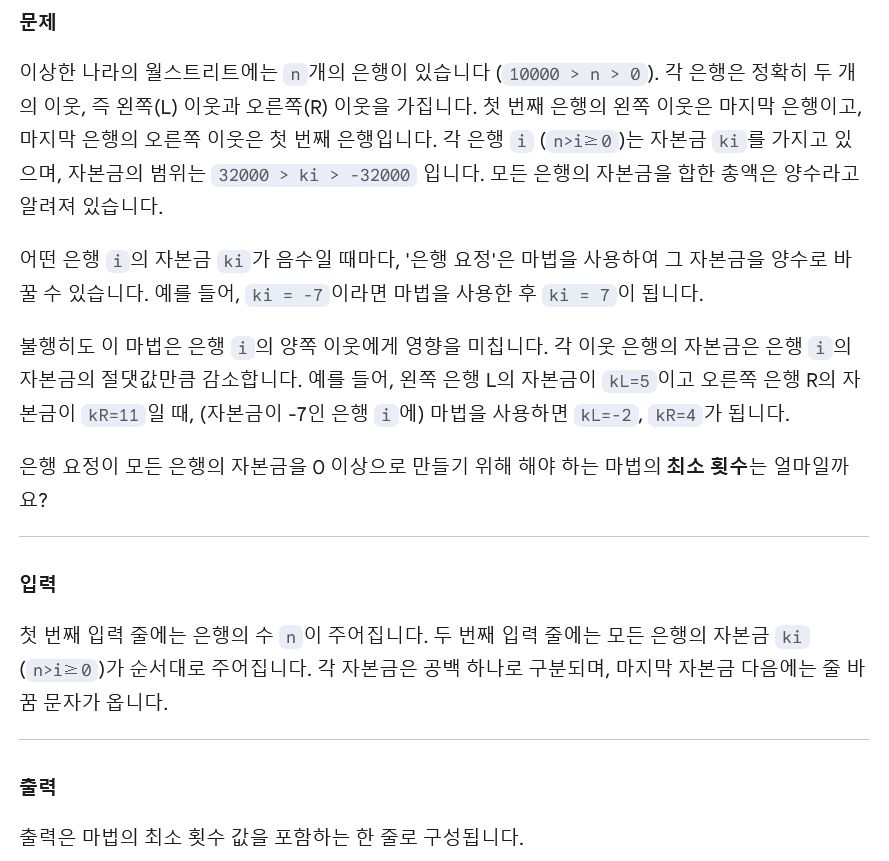 문제
이상한 나라의 월스트리트에는 n개의 은행이 있습니다 (10000 > n > 0). 각 은행은 정확히 두 개
의 이웃, 즉 왼쪽(L) 이웃과 오른쪽(R) 이웃을 가집니다. 첫 번째 은행의 왼쪽 이웃은 마지막 은행이고,
마지막 은행의 오른쪽 이웃은 첫 번째 은행입니다. 각 은행 i (n>i≥0)는 자본금 ki를 가지고 있
으며, 자본금의 범위는 32000 > ki > -32000 입니다. 모든 은행의 자본금을 합한 총액은 양수라고
알려져 있습니다.
어떤 은행 i의 자본금 ki가 음수일 때마다, '은행 요정'은 마법을 사용하여 그 자본금을 양수로 바
꿀 수 있습니다. 예를 들어, ki = -7이라면 마법을 사용한 후 ki = 7이 됩니다.
불행히도 이 마법은 은행 i의 양쪽 이웃에게 영향을 미칩니다. 각 이웃 은행의 자본금은 은행 i의
자본금의 절댓값만큼 감소합니다. 예를 들어, 왼쪽 은행 L의 자본금이 kL=5이고 오른쪽 은행 R의 자
본금이 kR=11일 때, (자본금이 -7인 은행 i에) 마법을 사용하면 kL=-2, kR=4가 됩니다.
은행 요정이 모든 은행의 자본금을 0 이상으로 만들기 위해 해야 하는 마법의 최소 횟수는 얼마일까
요?
입력
첫 번째 입력 줄에는 은행의 수 n이 주어집니다. 두 번째 입력 줄에는 모든 은행의 자본금 ki
(n>i≥0)가 순서대로 주어집니다. 각 자본금은 공백 하나로 구분되며, 마지막 자본금 다음에는 줄 바
꿈 문자가 옵니다.
출력
출력은 마법의 최소 횟수 값을 포함하는 한 줄로 구성됩니다.